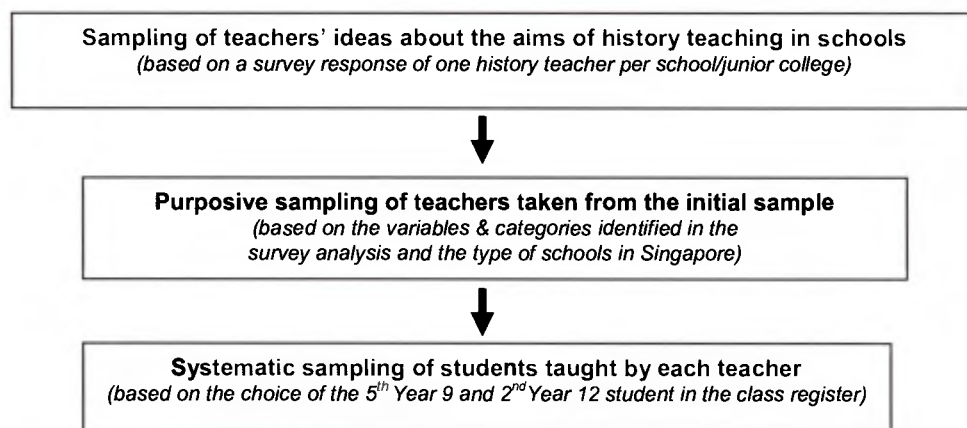 Sampling of teachers' ideas about the aims of history teaching in schools
(based on a survey response of one history teacher per school/junior college)
Purposive sampling of teachers taken from the initial sample
(based on the variables & categories identified in the
survey analysis and the type of schools in Singapore)
Systematic sampling of students taught by each teacher
(based on the choice of the 5th Year 9 and 2nd Year 12 student in the class register)